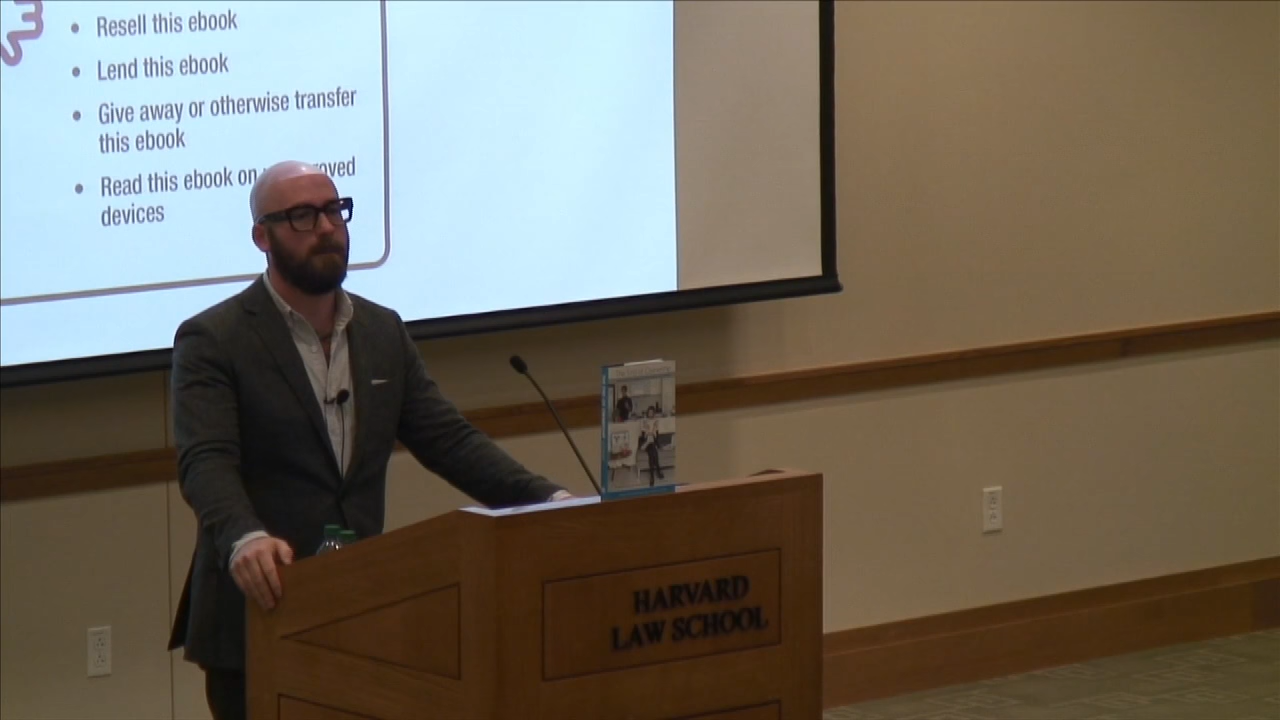 Resell this ebook
Lend this ebook
Give away or otherwise transfer
this ebook
Read this ebook on
devices
HARVARD
LAW SCHOOL